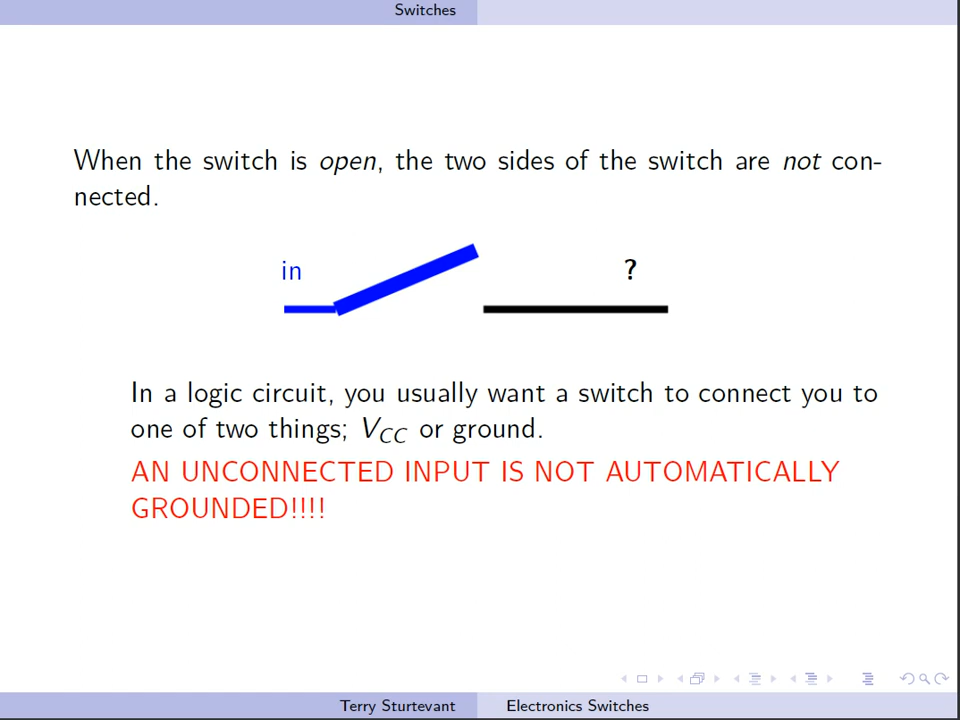 Switches
When the switch is open, the two sides of the switch are not con-
nected.
in
?
In a logic circuit, you usually want a switch to connect you to
one of two things; VCC or ground.
AN UNCONNECTED INPUT IS NOT AUTOMATICALLY
GROUNDED!!!!
Terry Sturtevant
Electronics Switches